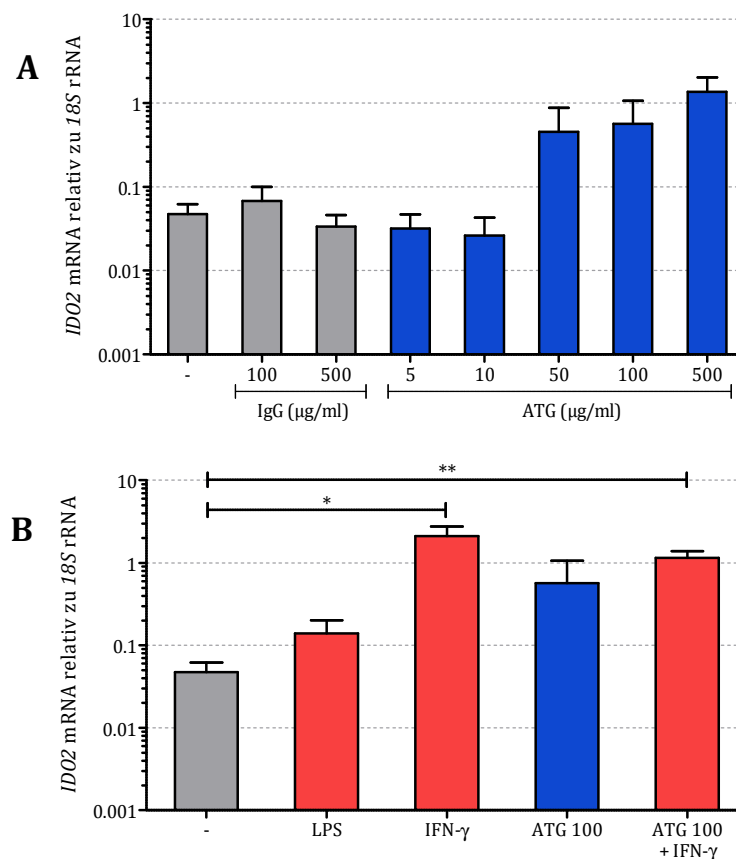 A
IDO2 mRNA relativ zu 18S rRNA
10
1
0.1
0.01
0.001
- 100 500 5 10 50 100 500
IgG (µg/ml) ATG (µg/ml)
B
IDO2 mRNA relativ zu 18S rRNA
**
*
10
1
0.1
0.01
0.001
- LPS IFN-γ ATG 100 ATG 100
+ IFN-γ